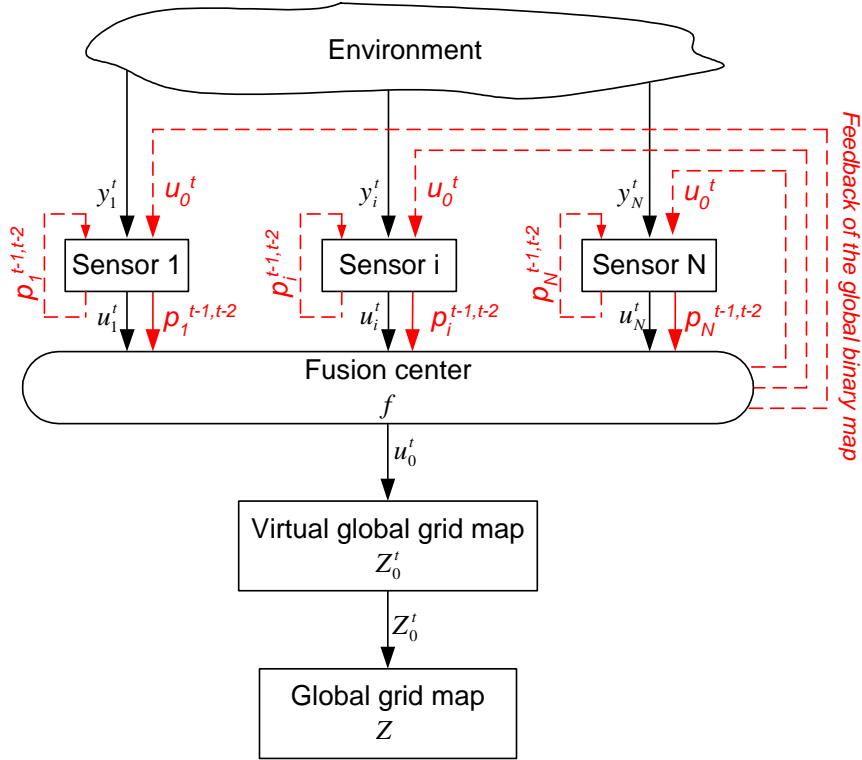 Environment
Feedback of the global binary map
y_1^t
u_0^t
y_i^t
u_0^t
y_N^t
u_0^t
p_1^{t-1,t-2}
Sensor 1
p_i^{t-1,t-2}
Sensor i
p_N^{t-1,t-2}
Sensor N
u_1^t
p_1^{t-1,t-2}
u_i^t
p_i^{t-1,t-2}
u_N^t
p_N^{t-1,t-2}
Fusion center
f
u_0^t
Virtual global grid map
Z_0^t
Z_0^t
Global grid map
Z